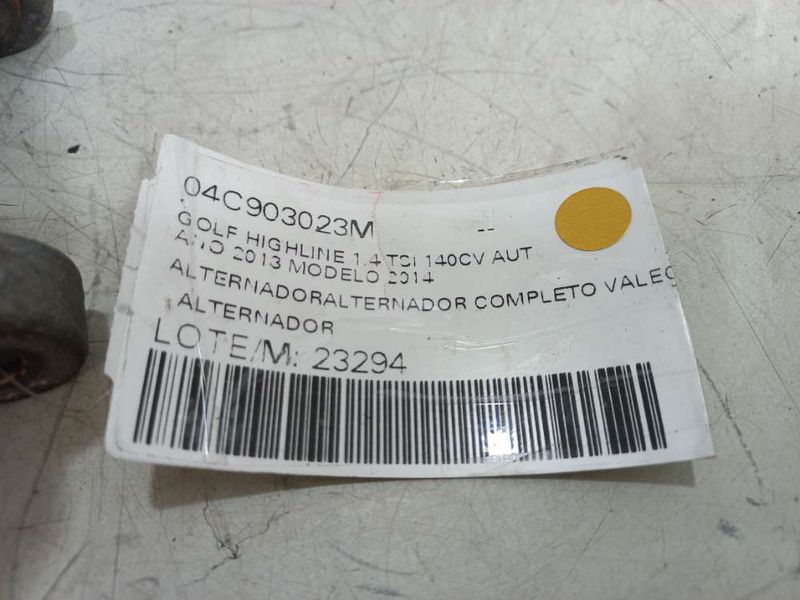 04C903023M --
GOLF HIGHLINE 1.4 TSI 140CV AUT
ANO 2013 MODELO 2014
ALTERNADORALTERNADOR COMPLETO VALEO
ALTERNADOR
LOTE/M: 23294